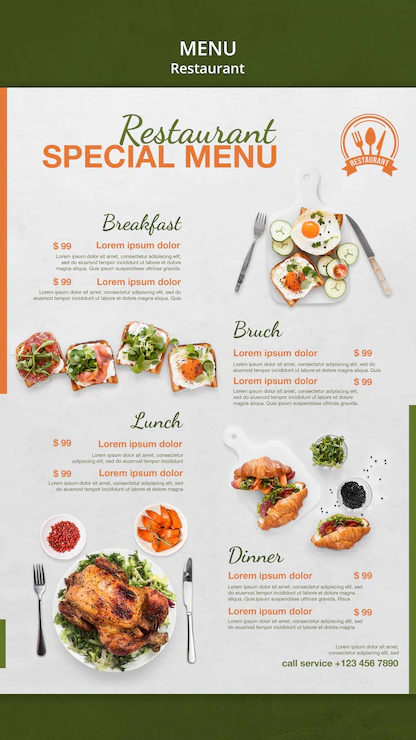 MENU
Restaurant
Restaurant
SPECIAL MENU
RESTAURANT
Breakfast
$ 99 Lorem ipsum dolor
Lorem ipsum dolor sit amet, consectetur adipiscing elit,
sed do eiusmod tempor incididunt ut labore et dolore
magna aliqua. Quis ipsum suspendisse ultrices gravida.
$ 99 Lorem ipsum dolor
Lorem ipsum dolor sit amet, consectetur adipiscing elit, sed do eiusmod
tempor incididunt ut labore et dolore magna aliqua. Quis
Bruch
Lorem ipsum dolor $ 99
Lorem ipsum dolor sit amet, consectetur adipiscing elit, sed do eiusmod
tempor incididunt ut labore et dolore magna aliqua.
Lorem ipsum dolor $ 99
Lorem ipsum dolor sit amet, consectetur adipiscing elit,
sed do eiusmod tempor incididunt ut labore et dolore
magna aliqua. Quis ipsum suspendisse ultrices gravida.
Lunch
$ 99 Lorem ipsum dolor
Lorem ipsum dolor sit amet, consectetur
adipiscing elit, sed do eiusmod tempor incididunt
$ 99 Lorem ipsum dolor
Lorem ipsum dolor sit amet, consectetur adipiscing elit, sed
do eiusmod tempor incididunt ut labore et dolore magna
Dinner
Lorem ipsum dolor $ 99
Lorem ipsum dolor sit amet, consectetur adipiscing elit, sed
do eiusmod tempor incididunt ut labore et dolore
magna aliqua. Quis ipsum suspendisse ultrices gravida. Risus
Lorem ipsum dolor $ 99
Lorem ipsum dolor sit amet, consectetur adipiscing elit, sed
do eiusmod tempor incididunt ut labore et dolore magna
Lorem ipsum dolor sit amet,
consectetur adipiscing elit, sed do
call service +123 456 7890